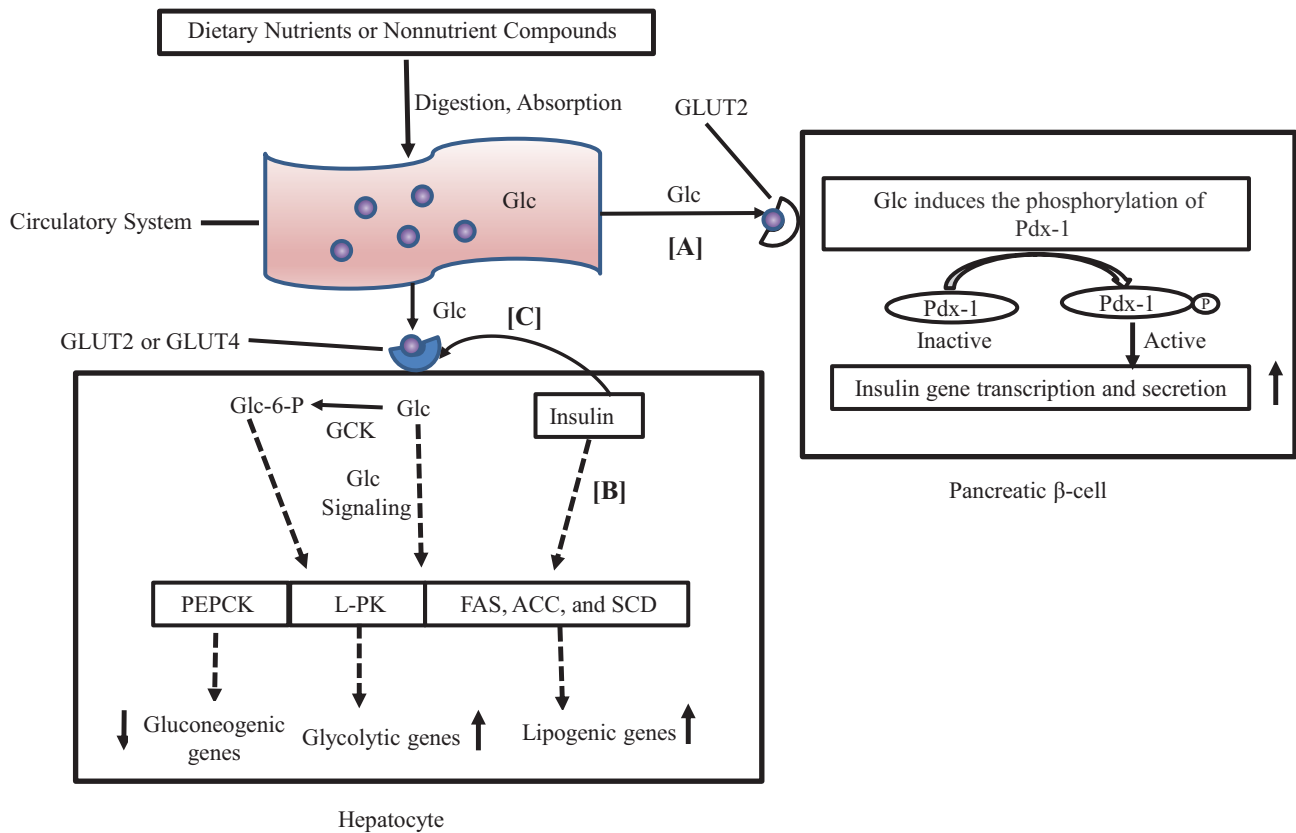 Dietary Nutrients or Nonnutrient Compounds
Digestion, Absorption
GLUT2
Circulatory System
Glc
Glc
[A]
Glc induces the phosphorylation of
Pdx-1
Pdx-1
Pdx-1
P
Inactive
Active
Insulin gene transcription and secretion
Pancreatic β-cell
Glc
[C]
GLUT2 or GLUT4
Glc-6-P
Glc
GCK
Insulin
Glc
Signaling
[B]
PEPCK
L-PK
FAS, ACC, and SCD
Gluconeogenic
genes
Glycolytic genes
Lipogenic genes
Hepatocyte